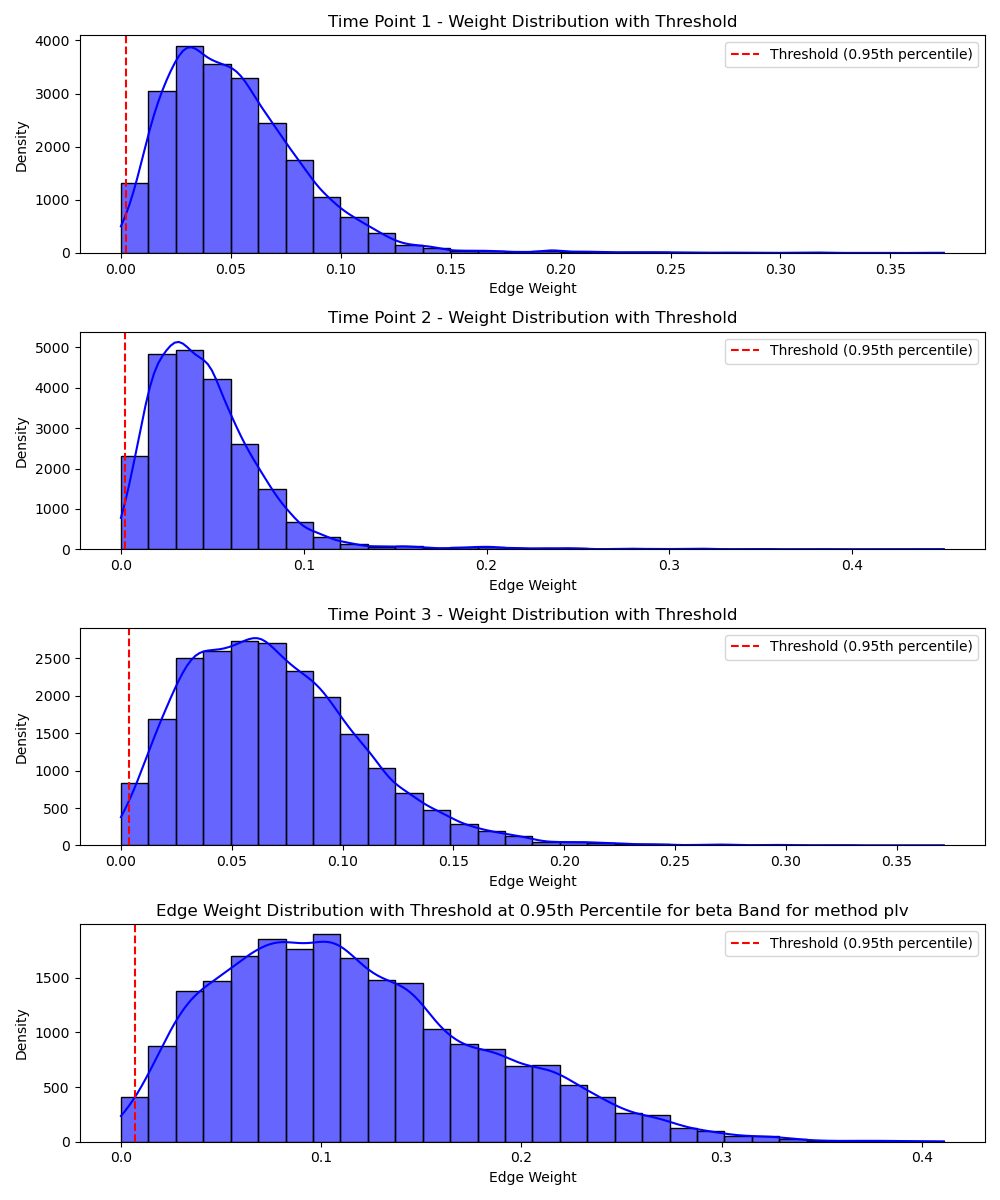 Time Point 1 - Weight Distribution with Threshold
4000
3000
2000
1000
0
Density
Threshold (0.95th percentile)
0.00 0.05 0.10 0.15 0.20 0.25 0.30 0.35
Edge Weight
Time Point 2 - Weight Distribution with Threshold
5000
4000
3000
2000
1000
0
Density
Threshold (0.95th percentile)
0.0 0.1 0.2 0.3 0.4
Edge Weight
Time Point 3 - Weight Distribution with Threshold
2500
2000
1500
1000
500
0
Density
Threshold (0.95th percentile)
0.00 0.05 0.10 0.15 0.20 0.25 0.30 0.35
Edge Weight
Edge Weight Distribution with Threshold at 0.95th Percentile for beta Band for method plv
1500
1000
500
0
Density
Threshold (0.95th percentile)
0.0 0.1 0.2 0.3 0.4
Edge Weight